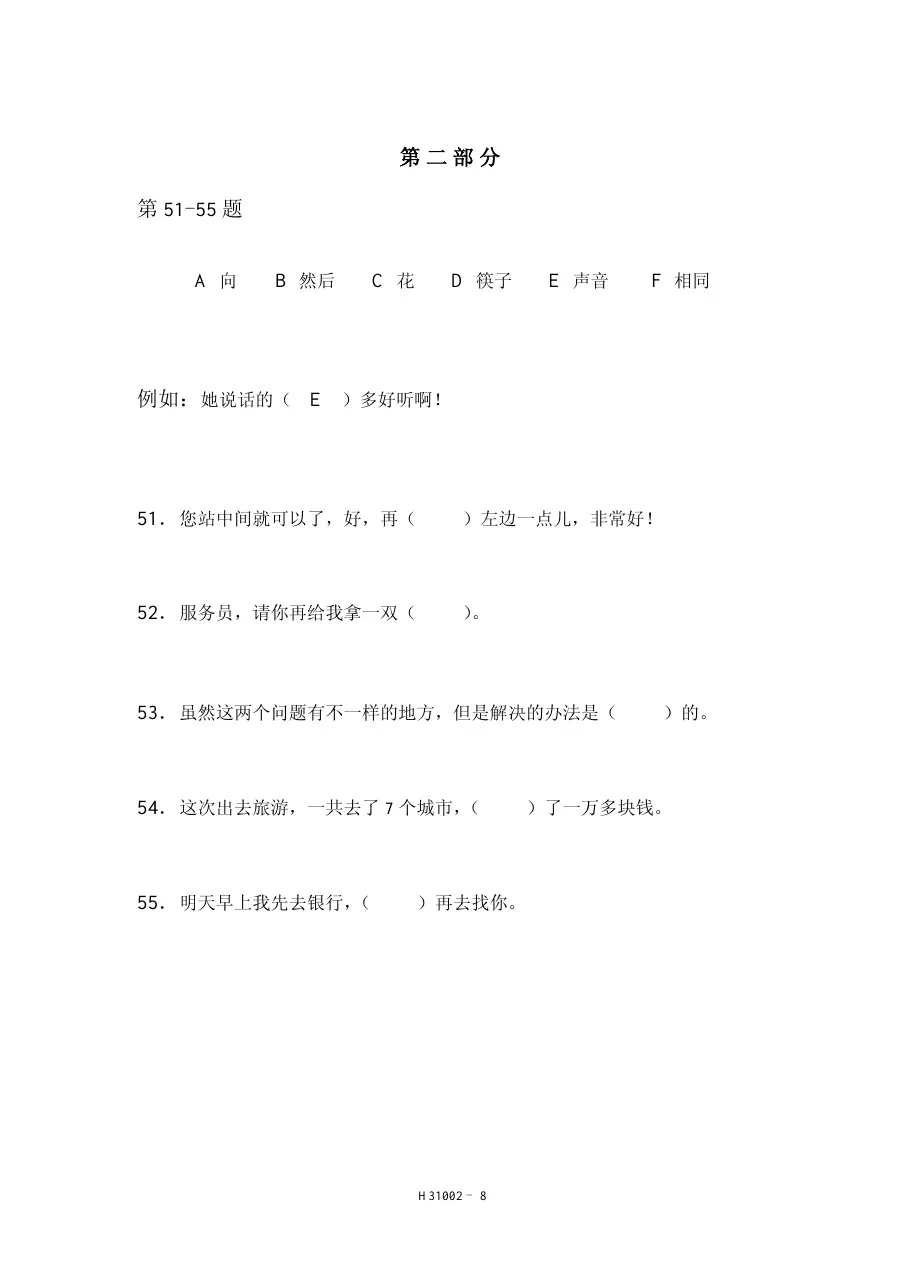 第二部分
第 51-55 题
A 向 B 然后 C 花 D 筷子 E 声音 F 相同
例如：她说话的（ E ）多好听啊！
51．您站中间就可以了，好，再（ ）左边一点儿，非常好！
52．服务员，请你再给我拿一双（ ）。
53．虽然这两个问题有不一样的地方，但是解决的办法是（ ）的。
54．这次出去旅游，一共去了 7 个城市，（ ）了一万多块钱。
55．明天早上我先去银行，（ ）再去找你。
H31002－ 8